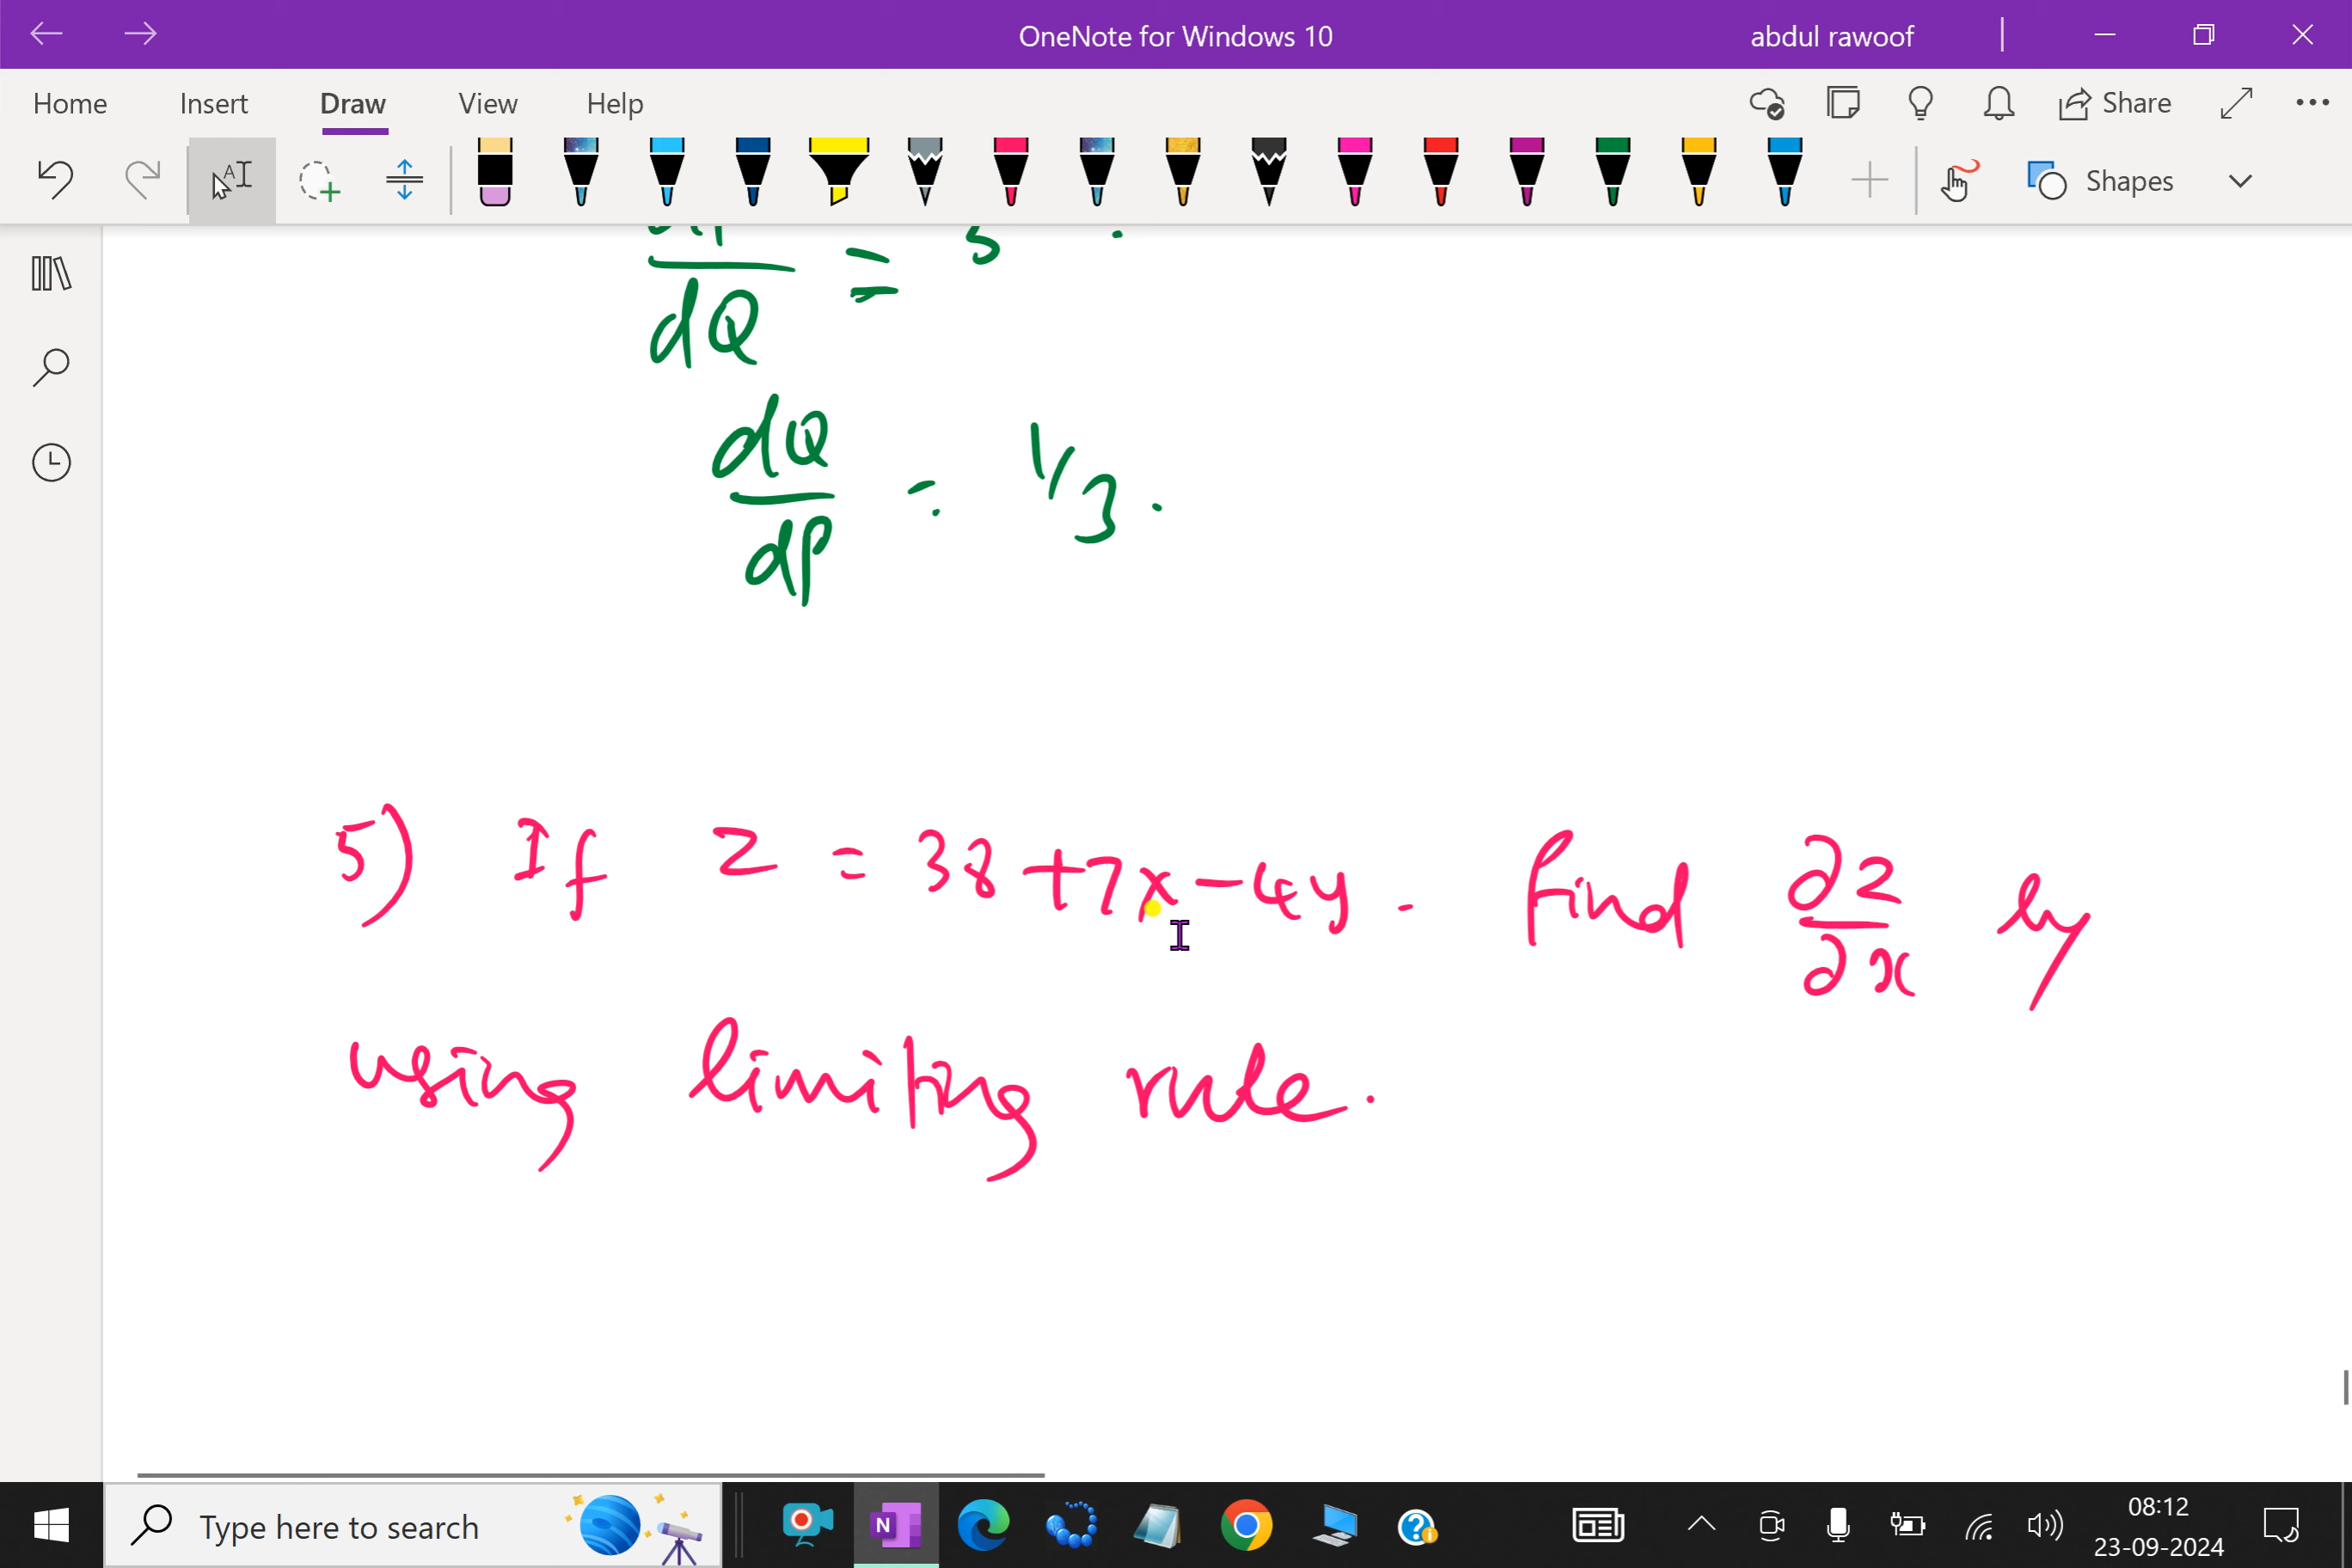 OneNote for Windows 10
abdul rawoof
Home Insert Draw View Help
Share
Shapes
dQ = 3 .
dQ = 1/3 .
dP
5) If Z = 38 + 7x - 4y . Find ∂z/∂x by
using limiting rule.
Type here to search
08:12
23-09-2024